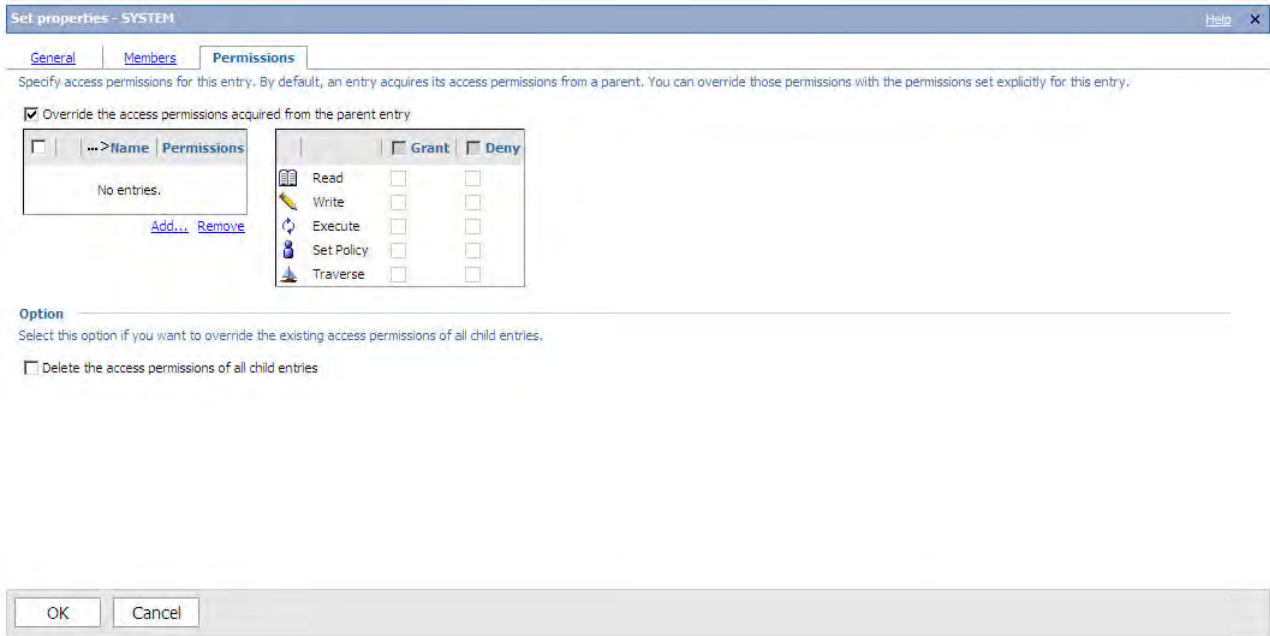 Set properties - SYSTEM
Help X
General Members Permissions
Specify access permissions for this entry. By default, an entry acquires its access permissions from a parent. You can override those permissions with the permissions set explicitly for this entry.
Override the access permissions acquired from the parent entry
...>Name Permissions
No entries.
Add... Remove
Grant Deny
Read
Write
Execute
Set Policy
Traverse
Option
Select this option if you want to override the existing access permissions of all child entries.
Delete the access permissions of all child entries
OK Cancel